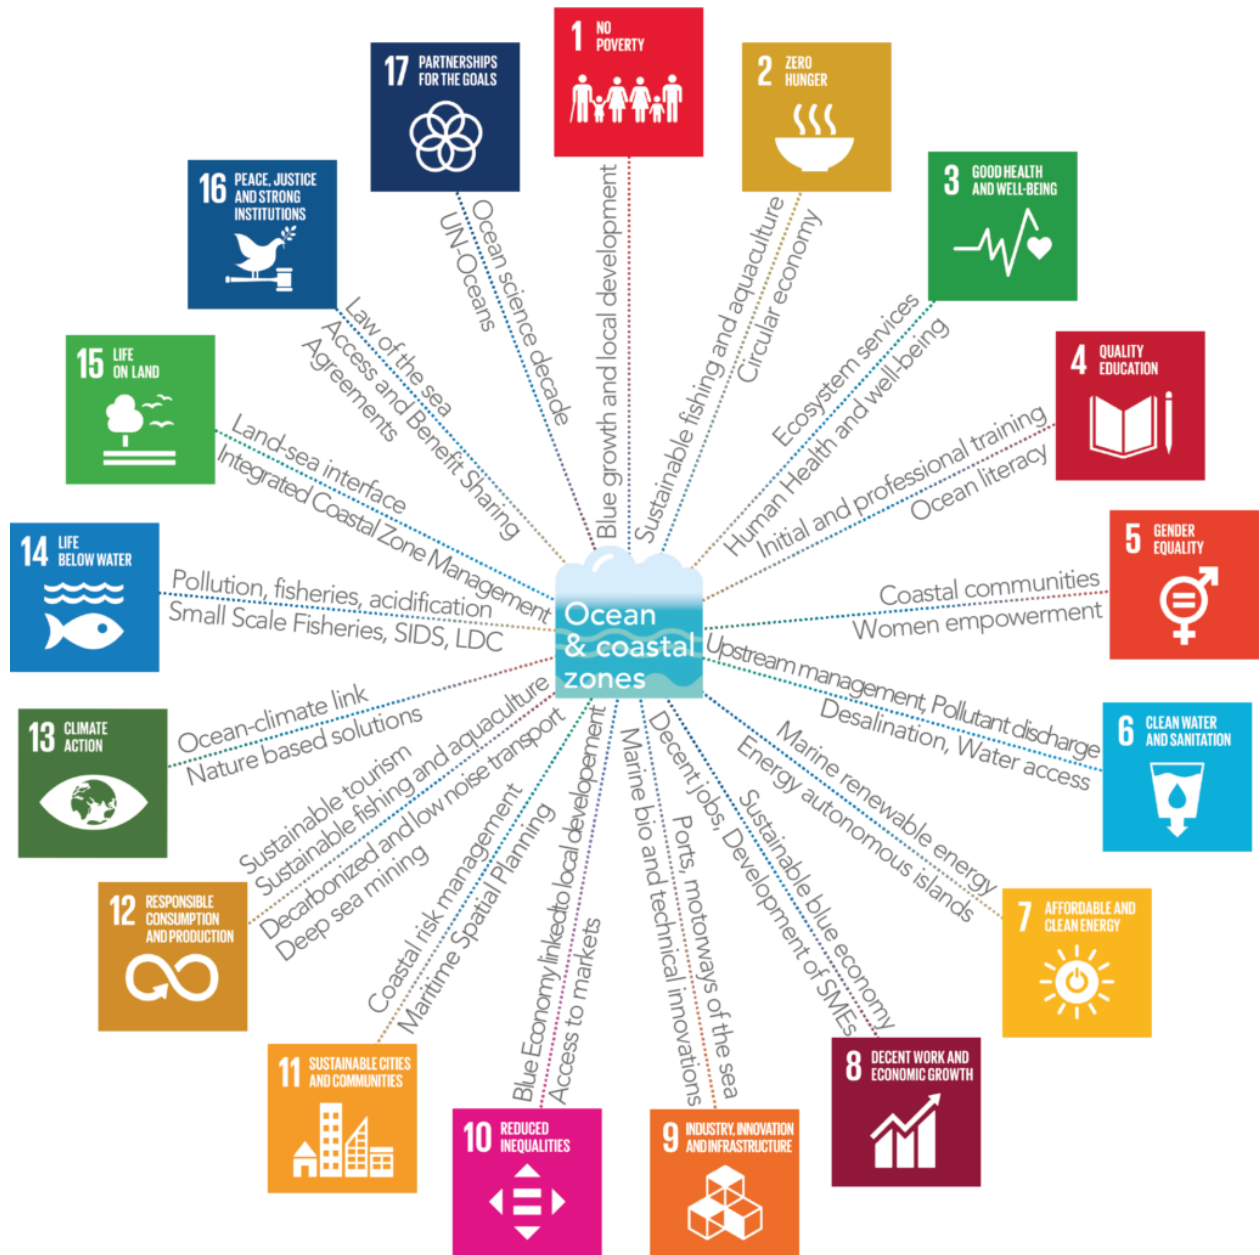 1 NO
POVERTY
Blue growth and local development
2 ZERO
HUNGER
Sustainable fishing and aquaculture
Circular economy
3 GOOD HEALTH
AND WELL-BEING
Ecosystem services
Human Health and well-being
4 QUALITY
EDUCATION
Initial and professional training
Ocean literacy
5 GENDER
EQUALITY
Coastal communities
Women empowerment
6 CLEAN WATER
AND SANITATION
Upstream management, Pollutant discharge
Desalination, Water access
7 AFFORDABLE AND
CLEAN ENERGY
Marine renewable energy
Energy autonomous islands
8 DECENT WORK AND
ECONOMIC GROWTH
Sustainable blue economy
Decent jobs, Development of SMEs
9 INDUSTRY, INNOVATION
AND INFRASTRUCTURE
Ports, motorways of the sea
Marine bio and technical innovations
10 REDUCED
INEQUALITIES
Blue Economy linked to local development
Access to markets
11 SUSTAINABLE CITIES
AND COMMUNITIES
Coastal risk management
Maritime Spatial Planning
12 RESPONSIBLE
CONSUMPTION
AND PRODUCTION
Sustainable tourism
Sustainable fishing and aquaculture
Decarbonized and low noise transport
Deep sea mining
13 CLIMATE
ACTION
Ocean-climate link
Nature based solutions
14 LIFE
BELOW WATER
Pollution, fisheries, acidification
Small Scale Fisheries, SIDS, LDC
15 LIFE
ON LAND
Land-sea interface
Integrated Coastal Zone Management
16 PEACE, JUSTICE
AND STRONG
INSTITUTIONS
Law of the sea
Access and Benefit Sharing
Agreements
17 PARTNERSHIPS
FOR THE GOALS
Ocean science decade
UN-Oceans
Ocean
& coastal
zones